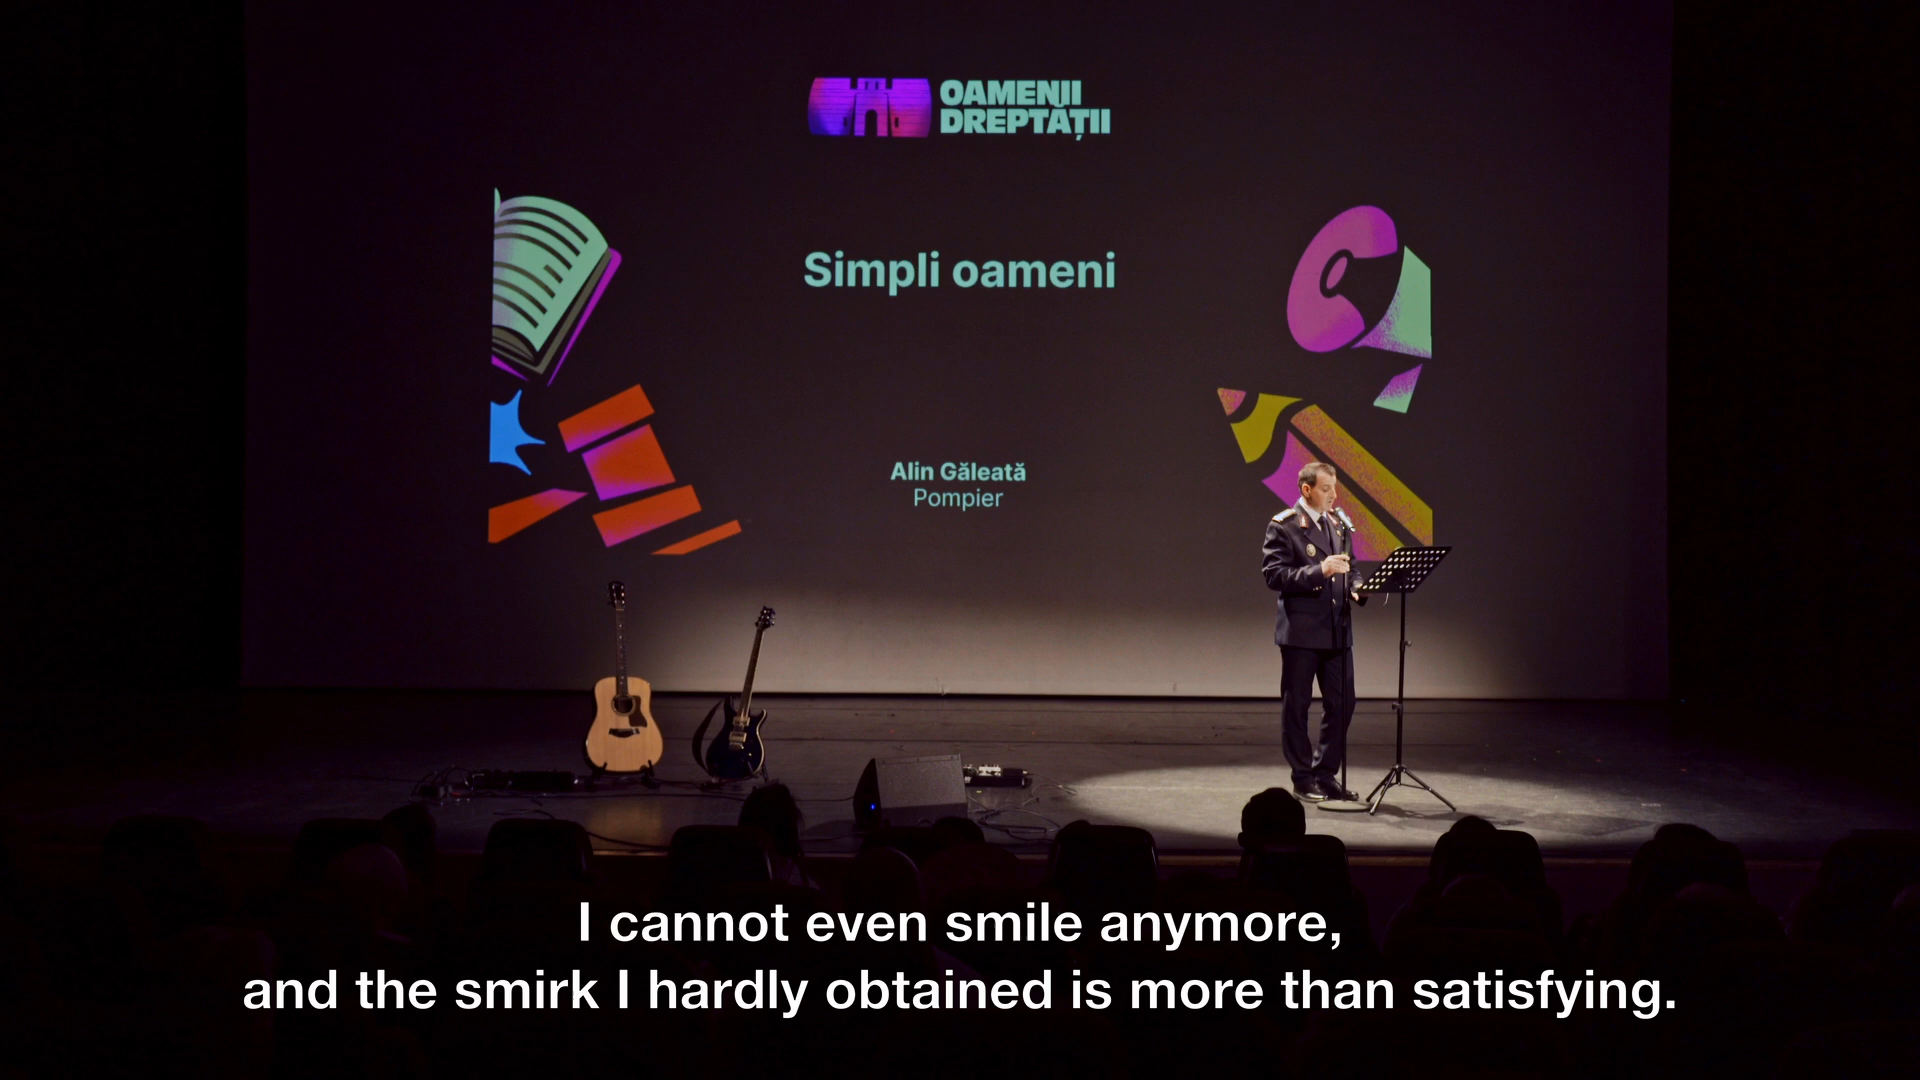 OAMENII
DREPTĂȚII
Simpli oameni
Alin Găleată
Pompier
I cannot even smile anymore,
and the smirk I hardly obtained is more than satisfying.